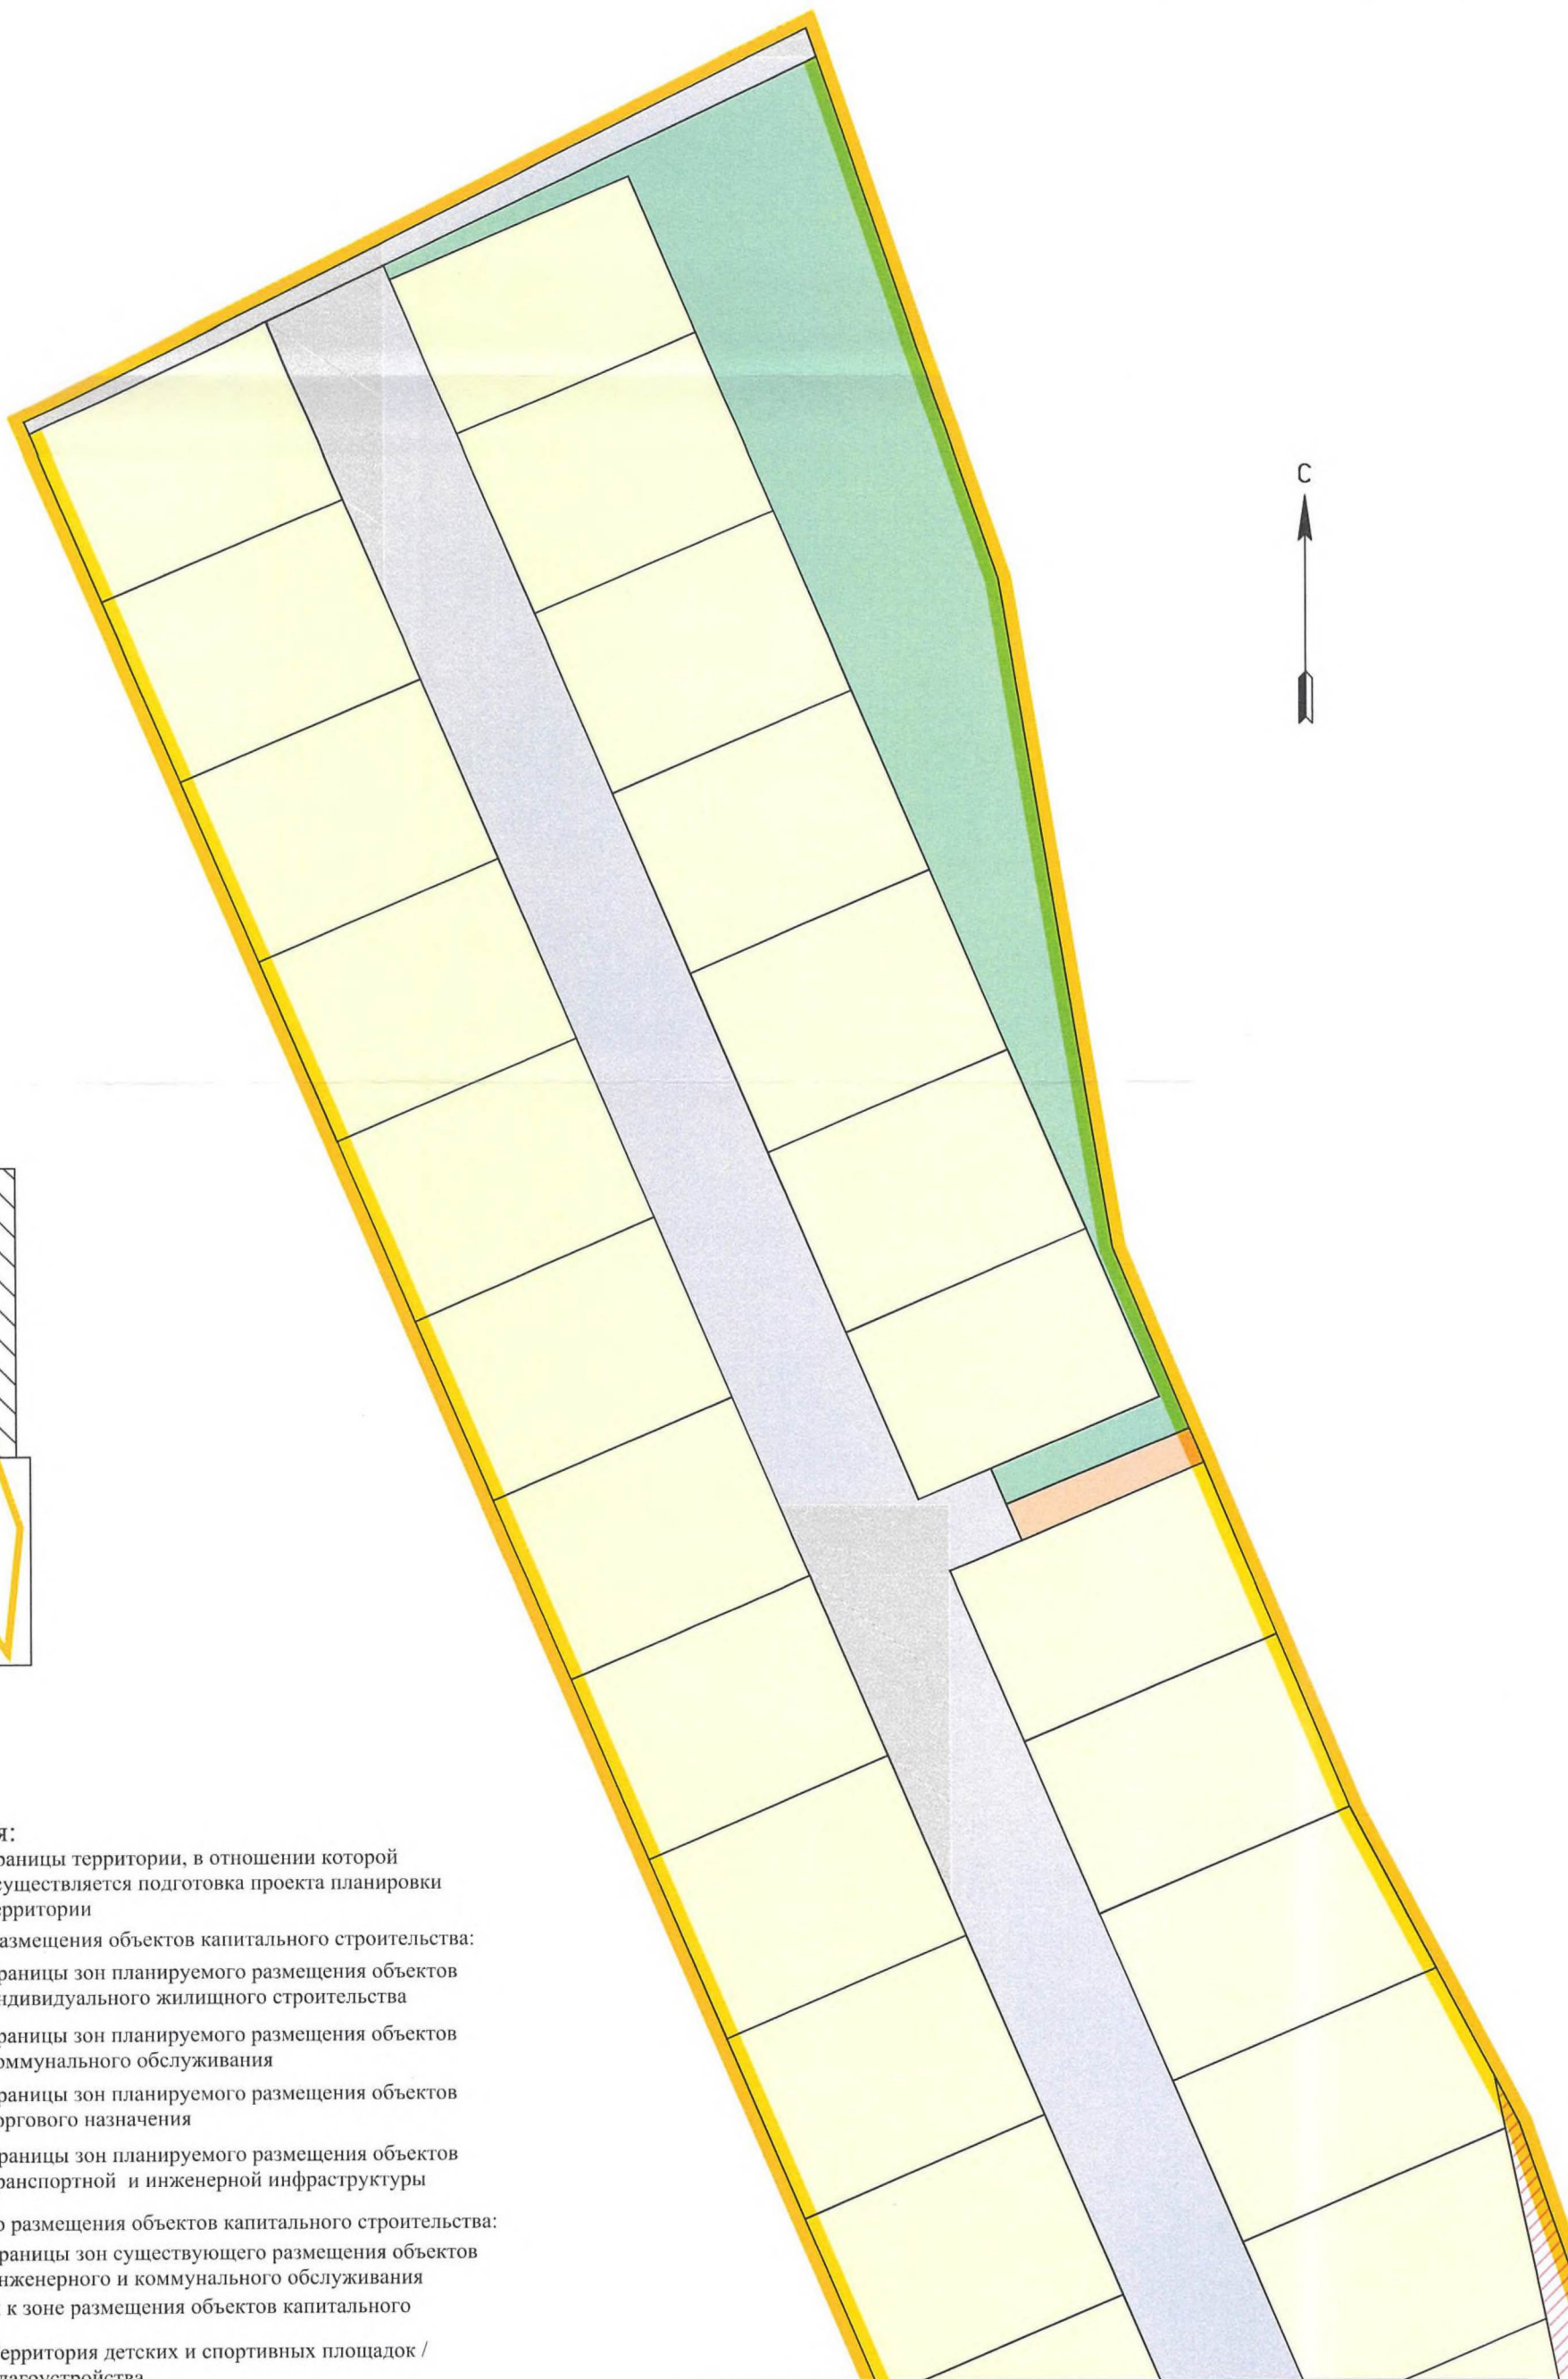 С
я:
раницы территории, в отношении которой
существляется подготовка проекта планировки
ерритории
азмещения объектов капитального строительства:
раницы зон планируемого размещения объектов
ндивидуального жилищного строительства
раницы зон планируемого размещения объектов
оммунального обслуживания
раницы зон планируемого размещения объектов
оргового назначения
раницы зон планируемого размещения объектов
ранспортной и инженерной инфраструктуры
о размещения объектов капитального строительства:
раницы зон существующего размещения объектов
нженерного и коммунального обслуживания
к зоне размещения объектов капитального
ерритория детских и спортивных площадок /
лагоустройства